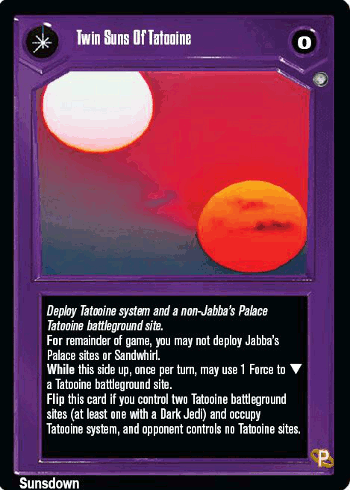 Twin Suns Of Tatooine
0
Deploy Tatooine system and a non-Jabba's Palace
Tatooine battleground site.
For remainder of game, you may not deploy Jabba's
Palace sites or Sandwhirl.
While this side up, once per turn, may use 1 Force to ▼
a Tatooine battleground site.
Flip this card if you control two Tatooine battleground
sites (at least one with a Dark Jedi) and occupy
Tatooine system, and opponent controls no Tatooine sites.
P
Sunsdown